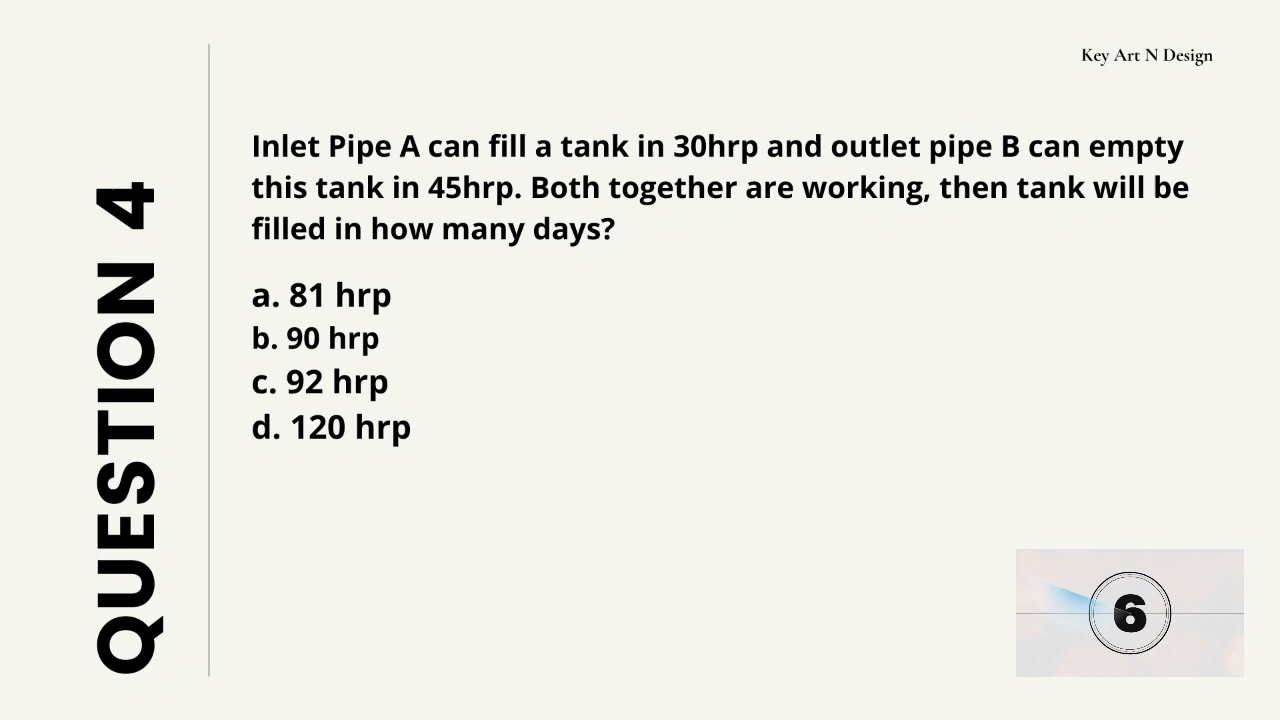 Key Art N Design
QUESTION 4
Inlet Pipe A can fill a tank in 30hrp and outlet pipe B can empty
this tank in 45hrp. Both together are working, then tank will be
filled in how many days?
a. 81 hrp
b. 90 hrp
c. 92 hrp
d. 120 hrp
6